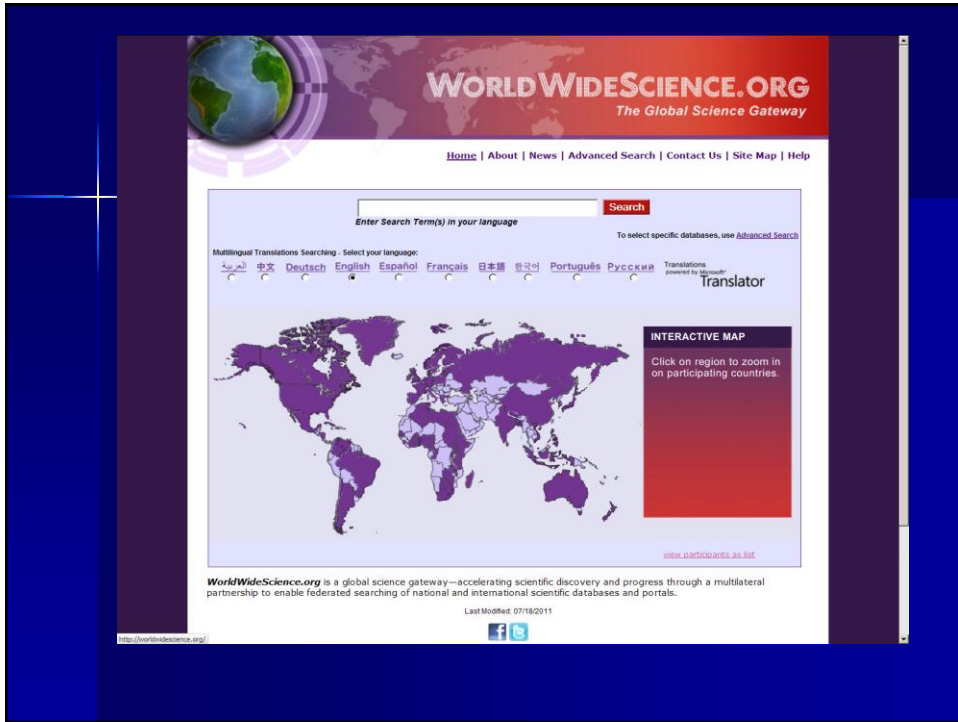 WORLDWIDESCIENCE.ORG
The Global Science Gateway
Home | About | News | Advanced Search | Contact Us | Site Map | Help
Search
Enter Search Term(s) in your language
To select specific databases, use Advanced Search
Multilingual Translations Searching - Select your language:
العربية 中文 Deutsch English Español Français 日本語 한국어 Português Русский
Translations
powered by Microsoft®
Translator
INTERACTIVE MAP
Click on region to zoom in
on participating countries.
view participants as list
WorldWideScience.org is a global science gateway—accelerating scientific discovery and progress through a multilateral
partnership to enable federated searching of national and international scientific databases and portals.
Last Modified: 07/18/2011
http://worldwidescience.org/